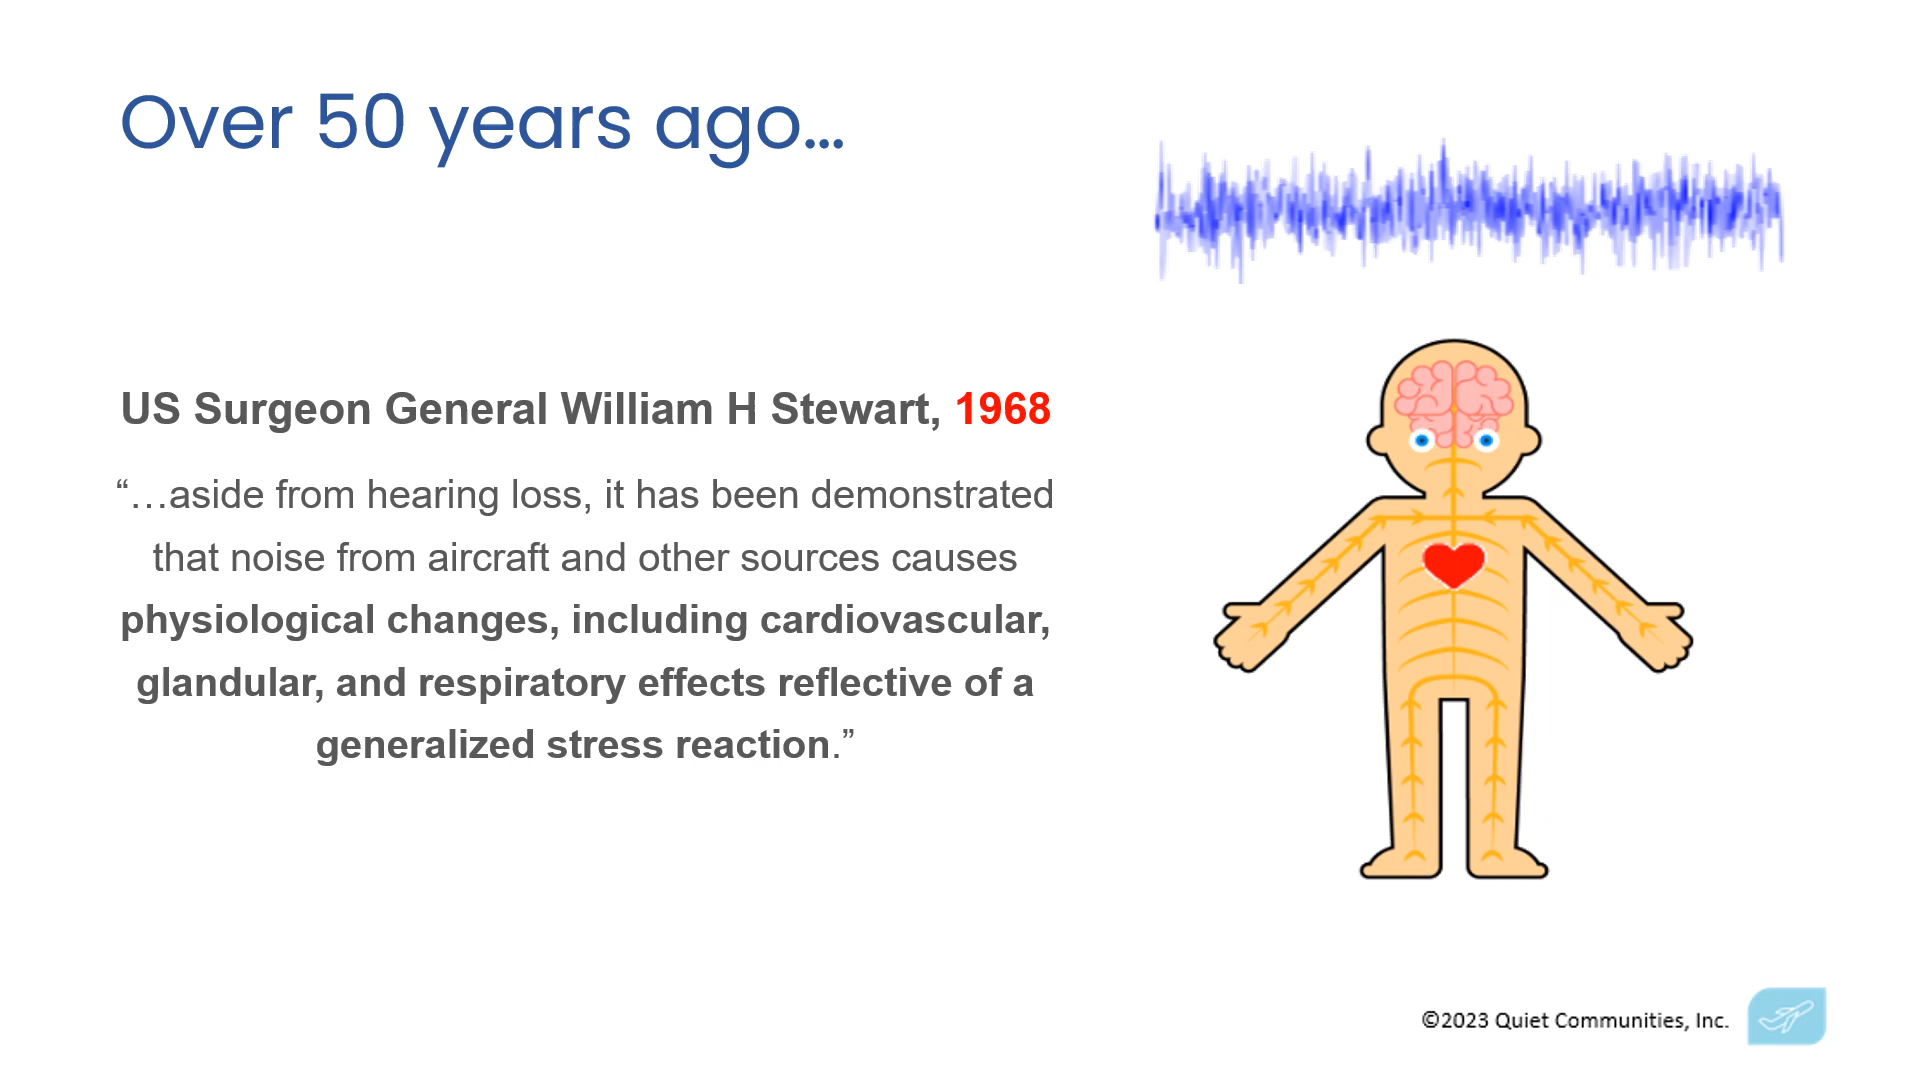 Over 50 years ago...
US Surgeon General William H Stewart, 1968
“…aside from hearing loss, it has been demonstrated
that noise from aircraft and other sources causes
physiological changes, including cardiovascular,
glandular, and respiratory effects reflective of a
generalized stress reaction.”
©2023 Quiet Communities, Inc.